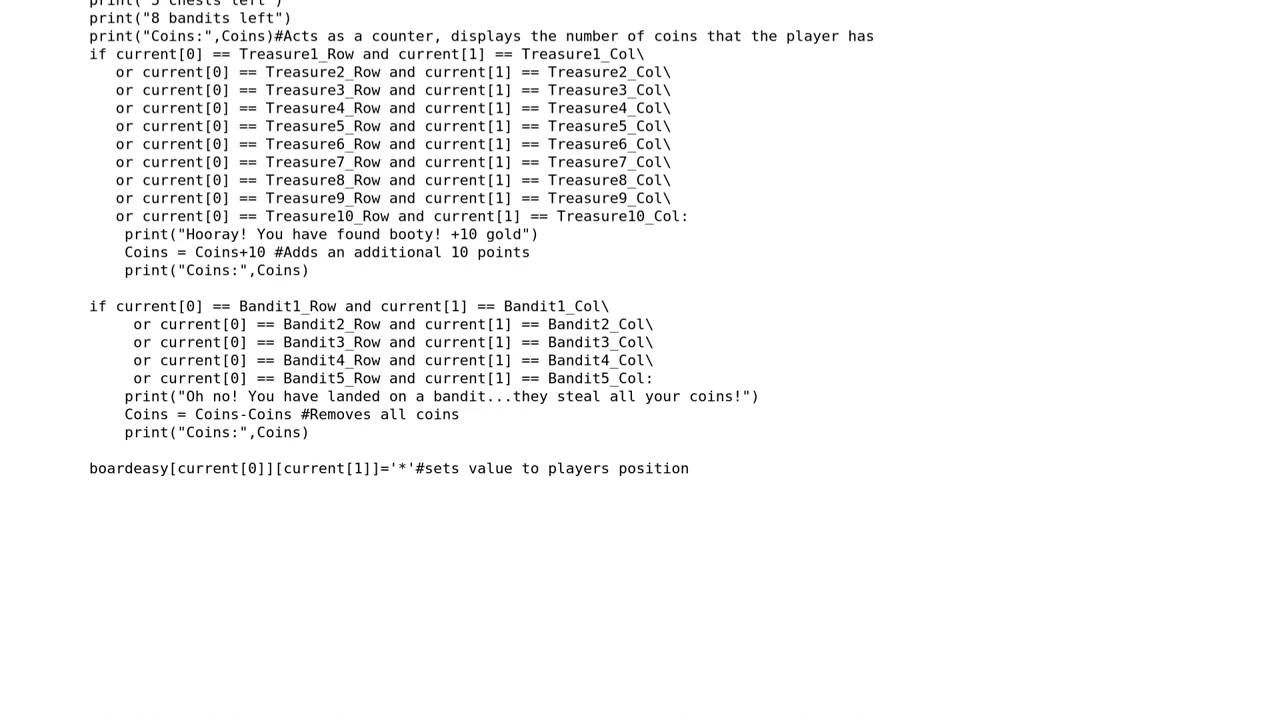 print("5 chests left")
print("8 bandits left")
print("Coins:",Coins)#Acts as a counter, displays the number of coins that the player has
if current[0] == Treasure1_Row and current[1] == Treasure1_Col\
or current[0] == Treasure2_Row and current[1] == Treasure2_Col\
or current[0] == Treasure3_Row and current[1] == Treasure3_Col\
or current[0] == Treasure4_Row and current[1] == Treasure4_Col\
or current[0] == Treasure5_Row and current[1] == Treasure5_Col\
or current[0] == Treasure6_Row and current[1] == Treasure6_Col\
or current[0] == Treasure7_Row and current[1] == Treasure7_Col\
or current[0] == Treasure8_Row and current[1] == Treasure8_Col\
or current[0] == Treasure9_Row and current[1] == Treasure9_Col\
or current[0] == Treasure10_Row and current[1] == Treasure10_Col:
print("Hooray! You have found booty! +10 gold")
Coins = Coins+10 #Adds an additional 10 points
print("Coins:",Coins)
if current[0] == Bandit1_Row and current[1] == Bandit1_Col\
or current[0] == Bandit2_Row and current[1] == Bandit2_Col\
or current[0] == Bandit3_Row and current[1] == Bandit3_Col\
or current[0] == Bandit4_Row and current[1] == Bandit4_Col\
or current[0] == Bandit5_Row and current[1] == Bandit5_Col:
print("Oh no! You have landed on a bandit...they steal all your coins!")
Coins = Coins-Coins #Removes all coins
print("Coins:",Coins)
boardeasy[current[0]][current[1]]='*'#sets value to players position